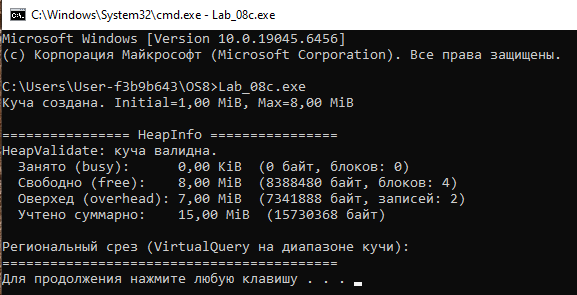 C:\Windows\System32\cmd.exe - Lab_08c.exe
Microsoft Windows [Version 10.0.19045.6456]
(c) Корпорация Майкрософт (Microsoft Corporation). Все права защищены.
C:\Users\User-f3b9b643\OS8>Lab_08c.exe
Куча создана. Initial=1,00 MiB, Max=8,00 MiB
================ HeapInfo ================
HeapValidate: куча валидна.
Занято (busy): 0,00 KiB (0 байт, блоков: 0)
Свободно (free): 8,00 MiB (8388480 байт, блоков: 4)
Оверхед (overhead): 7,00 MiB (7341888 байт, записей: 2)
Учтено суммарно: 15,00 MiB (15730368 байт)
Региональный срез (VirtualQuery на диапазоне кучи):
==========================================
Для продолжения нажмите любую клавишу . . .